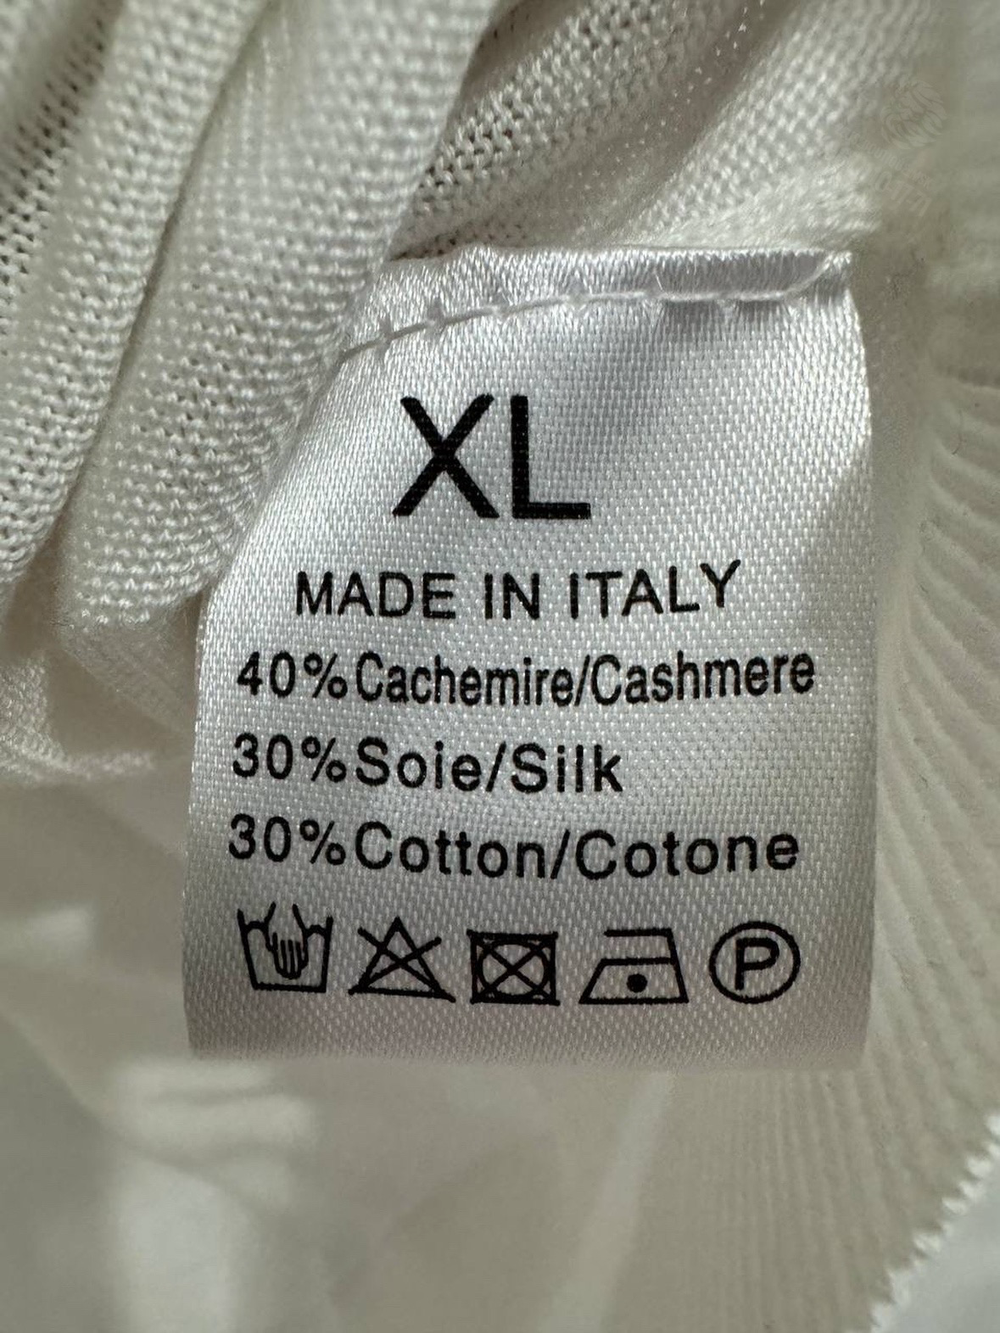 XL
MADE IN ITALY
40%Cachemire/Cashmere
30%Soie/Silk
30%Cotton/Cotone
P